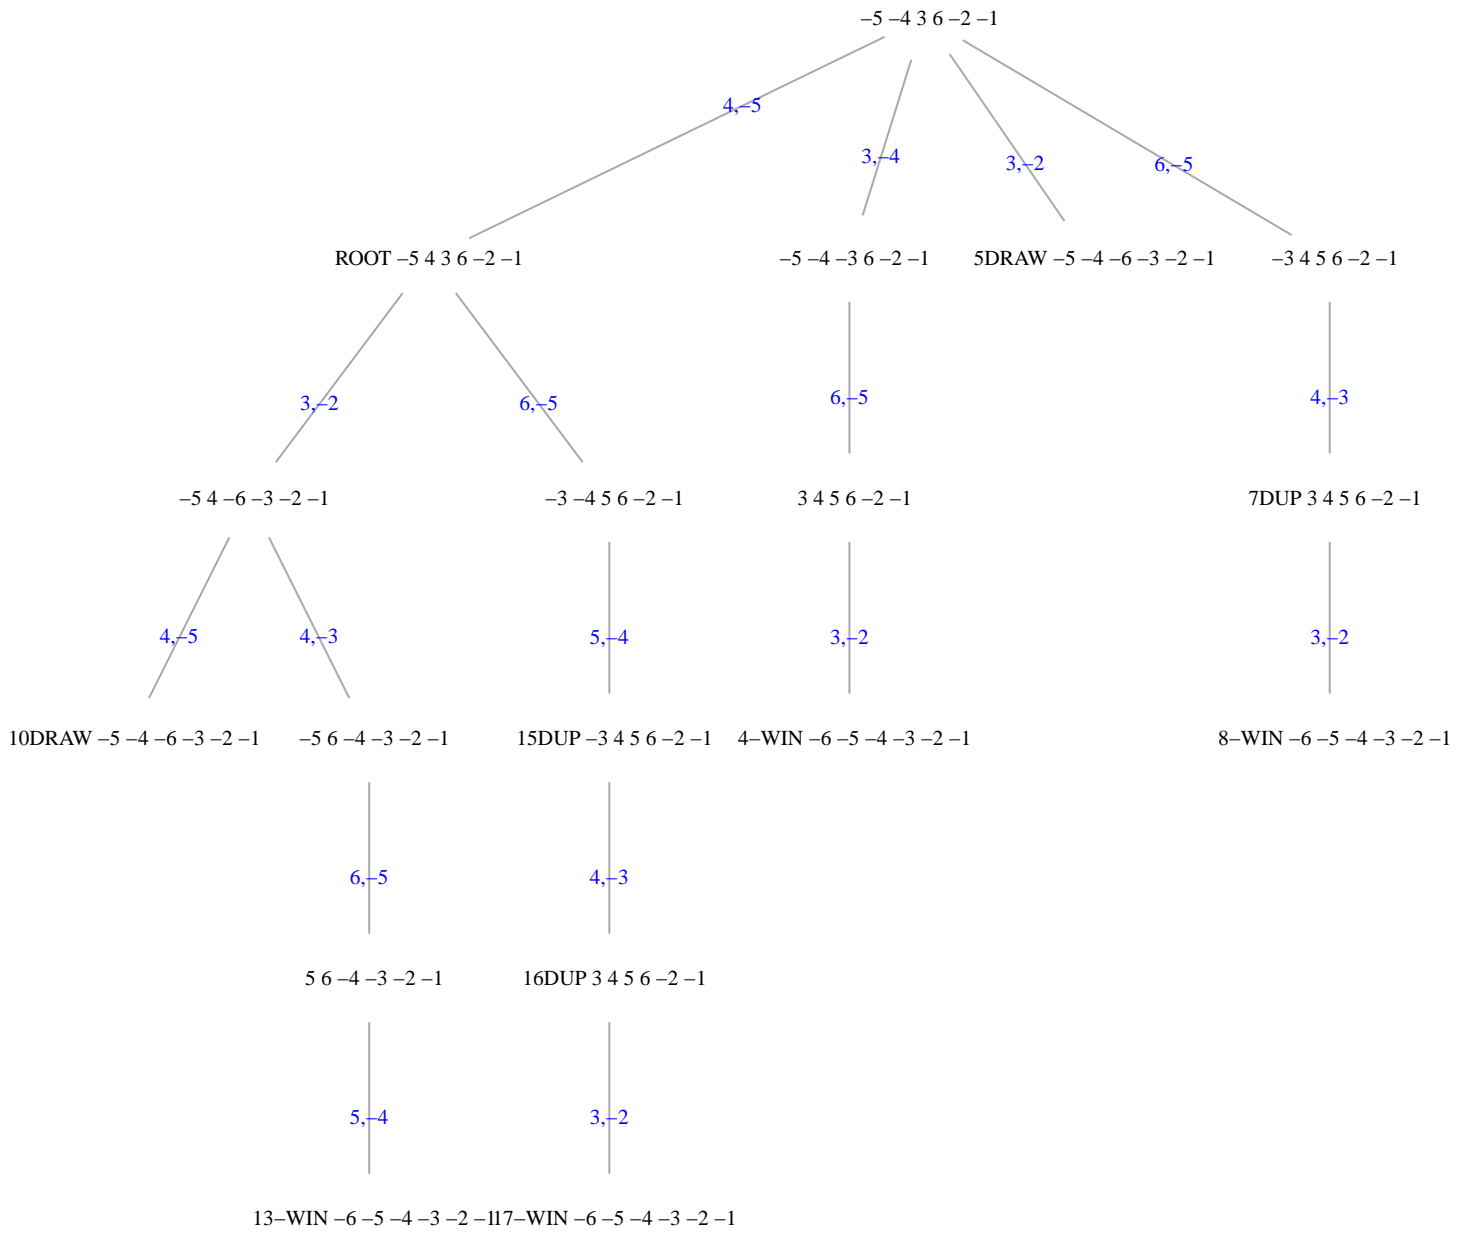 –5 –4 3 6 –2 –1
4,–5
3,–4
3,–2
6,–5
ROOT –5 4 3 6 –2 –1
–5 –4 –3 6 –2 –1
5DRAW –5 –4 –6 –3 –2 –1
–3 4 5 6 –2 –1
3,–2
6,–5
6,–5
4,–3
–5 4 –6 –3 –2 –1
–3 –4 5 6 –2 –1
3 4 5 6 –2 –1
7DUP 3 4 5 6 –2 –1
4,–5
4,–3
5,–4
3,–2
3,–2
10DRAW –5 –4 –6 –3 –2 –1
–5 6 –4 –3 –2 –1
15DUP –3 4 5 6 –2 –1
4–WIN –6 –5 –4 –3 –2 –1
8–WIN –6 –5 –4 –3 –2 –1
6,–5
4,–3
5 6 –4 –3 –2 –1
16DUP 3 4 5 6 –2 –1
5,–4
3,–2
13–WIN –6 –5 –4 –3 –2 –1
17–WIN –6 –5 –4 –3 –2 –1